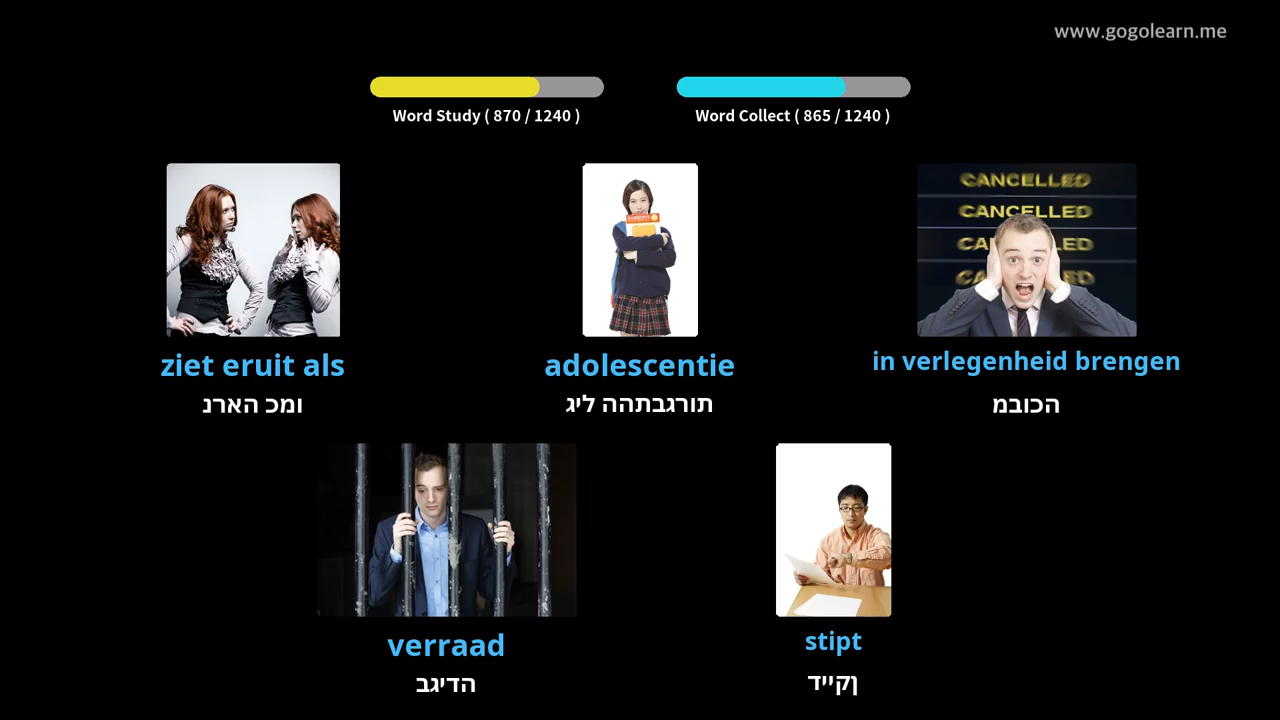 www.gogolearn.me
Word Study ( 870 / 1240 )
Word Collect ( 865 / 1240 )
ziet eruit als
ומכ הארנ
adolescentie
תורגבתהה ליג
in verlegenheid brengen
הכובמ
CANCELLED
CANCELLED
verraad
הדיגב
stipt
ןקייד